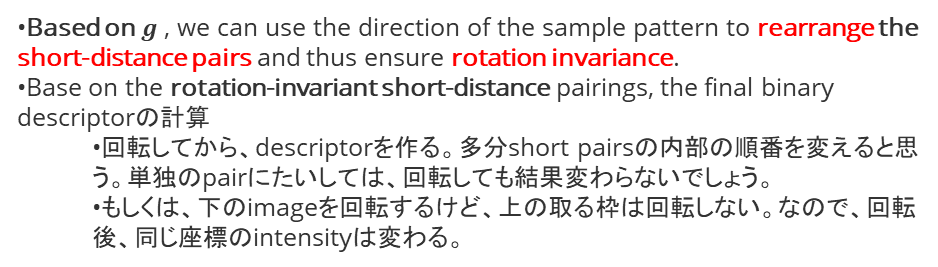 •Based on g , we can use the direction of the sample pattern to rearrange the
short-distance pairs and thus ensure rotation invariance.
•Base on the rotation-invariant short-distance pairings, the final binary
descriptorの計算
•回転してから、descriptorを作る。多分short pairsの内部の順番を変えると思
う。単独のpairにたいしては、回転しても結果変わらないでしょう。
•もしくは、下のimageを回転するけど、上の取る枠は回転しない。なので、回転
後、同じ座標のintensityは変わる。